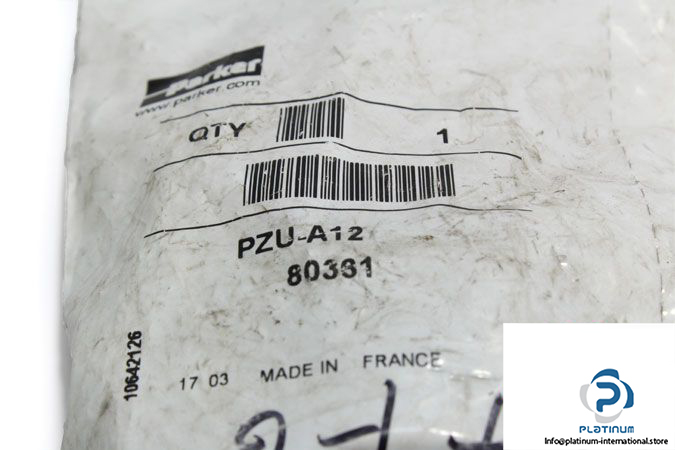 Parker
www.parker.com
QTY 1
PZU-A12
80381
10642126
17 03 MADE IN FRANCE
PLATINUM
Info@platinum-international.store